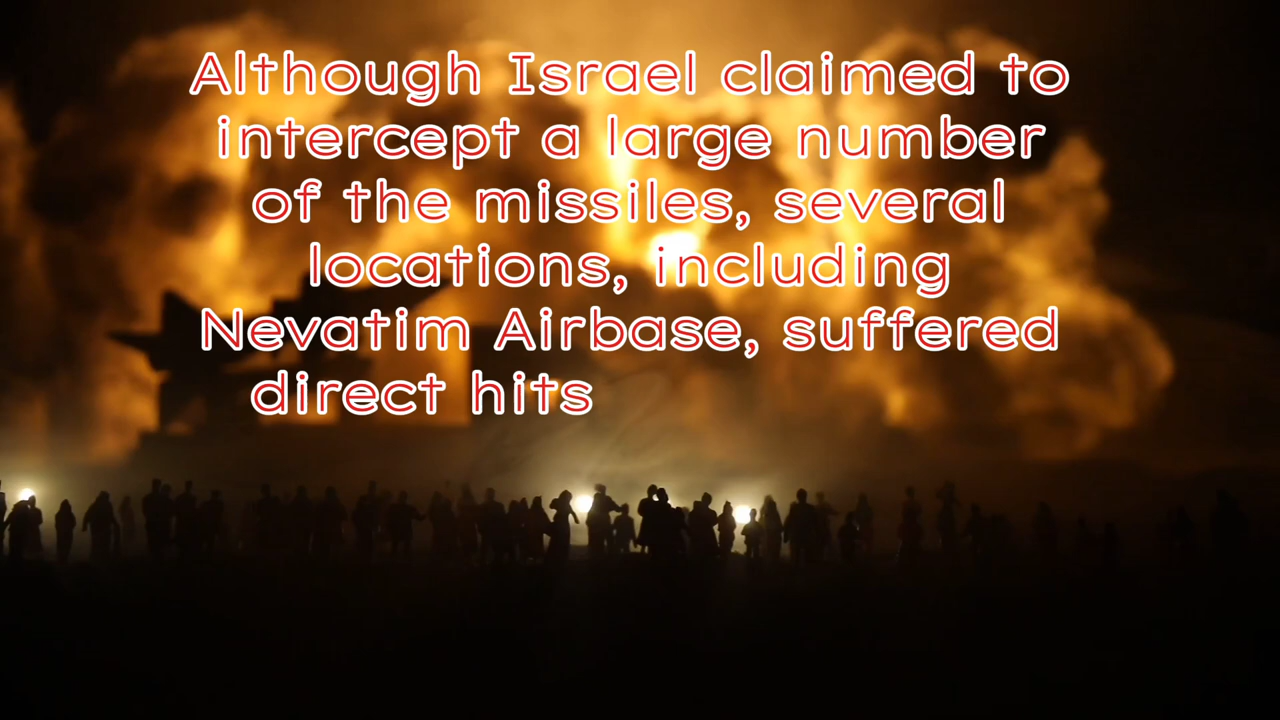 Although Israel claimed to
intercept a large number
of the missiles, several
locations, including
Nevatim Airbase, suffered
direct hits